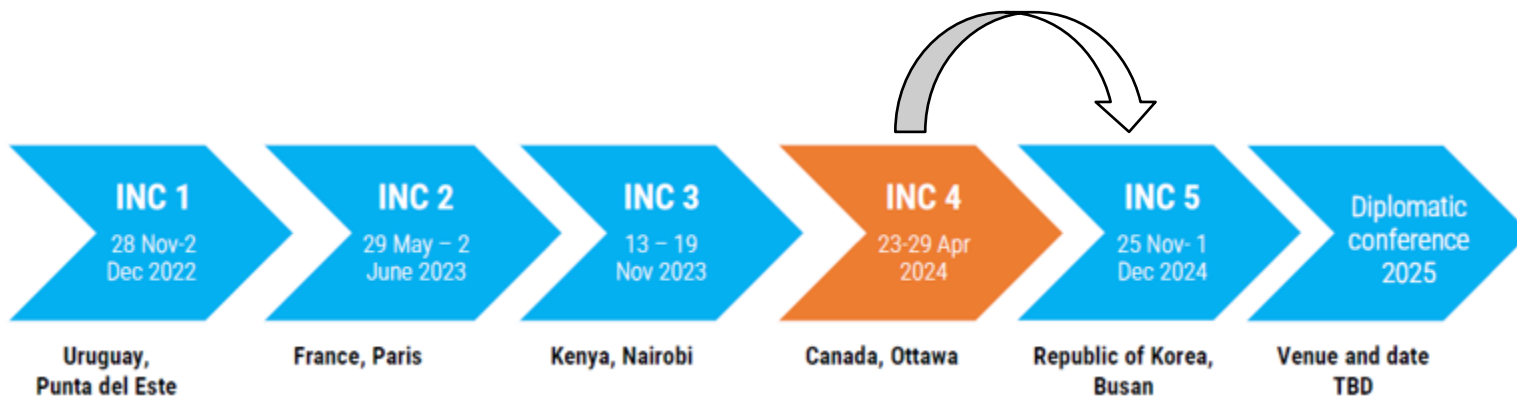 INC 1
28 Nov-2
Dec 2022
INC 2
29 May – 2
June 2023
INC 3
13 – 19
Nov 2023
INC 4
23-29 Apr
2024
INC 5
25 Nov- 1
Dec 2024
Diplomatic
conference
2025
Uruguay,
Punta del Este
France, Paris
Kenya, Nairobi
Canada, Ottawa
Republic of Korea,
Busan
Venue and date
TBD